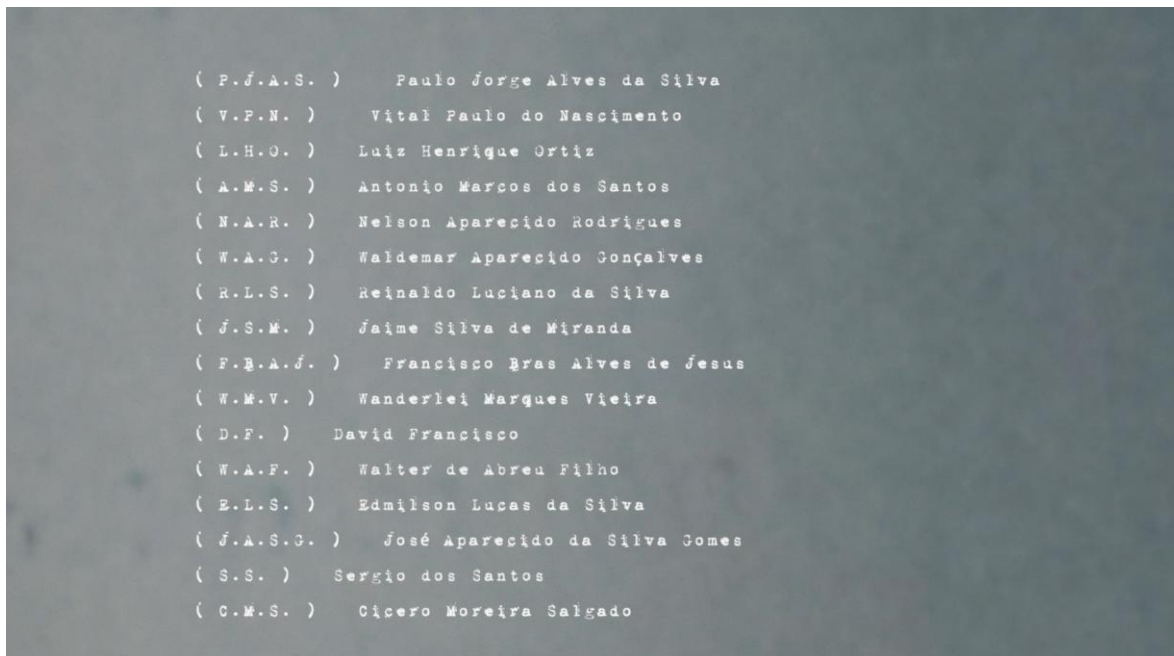 ( P.J.A.S. ) Paulo Jorge Alves da Silva
( V.P.N. ) Vital Paulo do Nascimento
( L.H.O. ) Luiz Henrique Ortiz
( A.M.S. ) Antonio Marcos dos Santos
( N.A.R. ) Nelson Aparecido Rodrigues
( W.A.G. ) Waldemar Aparecido Gonçalves
( R.L.S. ) Reinaldo Luciano da Silva
( J.S.M. ) Jaime Silva de Miranda
( F.B.A.J. ) Francisco Bras Alves de Jesus
( W.M.V. ) Wanderlei Marques Vieira
( D.F. ) David Francisco
( W.A.F. ) Walter de Abreu Filho
( E.L.S. ) Edmilson Lucas da Silva
( J.A.S.G. ) José Aparecido da Silva Gomes
( S.S. ) Sergio dos Santos
( C.M.S. ) Cicero Moreira Salgado